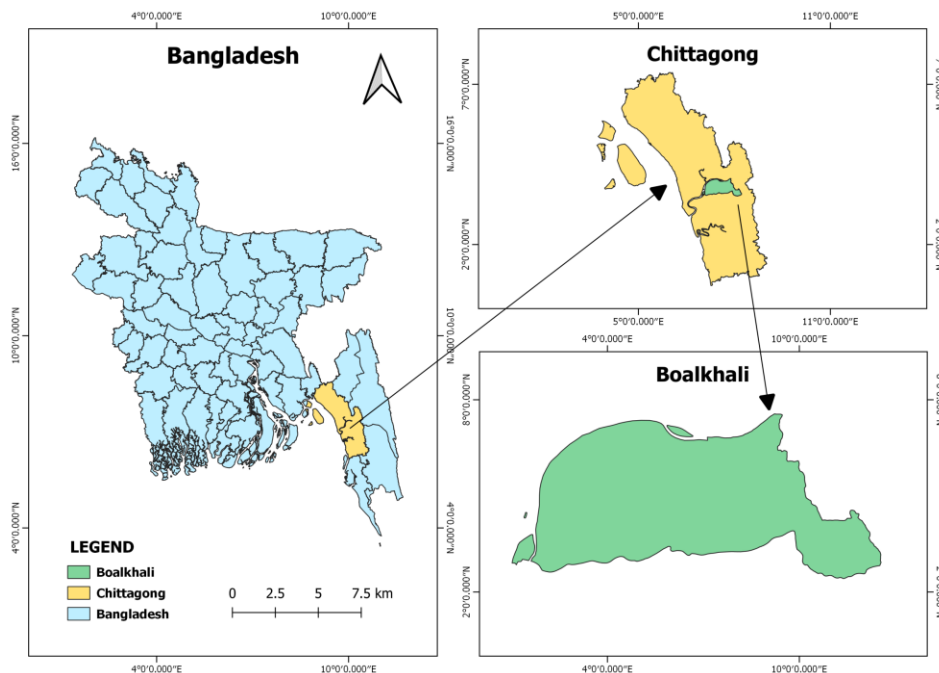 4°0'0.000"E 10°0'0.000"E
Bangladesh
16°0'0.000"N 16°0'0.000"N
10°0'0.000"N 10°0'0.000"N
4°0'0.000"N 4°0'0.000"N
LEGEND
Boalkhali
Chittagong
Bangladesh
0 2.5 5 7.5 km
4°0'0.000"E 10°0'0.000"E
5°0'0.000"E 11°0'0.000"E
Chittagong
7°0'0.000"N
2°0'0.000"N
5°0'0.000"E 11°0'0.000"E
4°0'0.000"E 10°0'0.000"E
Boalkhali
8°0'0.000"N
2°0'0.000"N
4°0'0.000"E 10°0'0.000"E